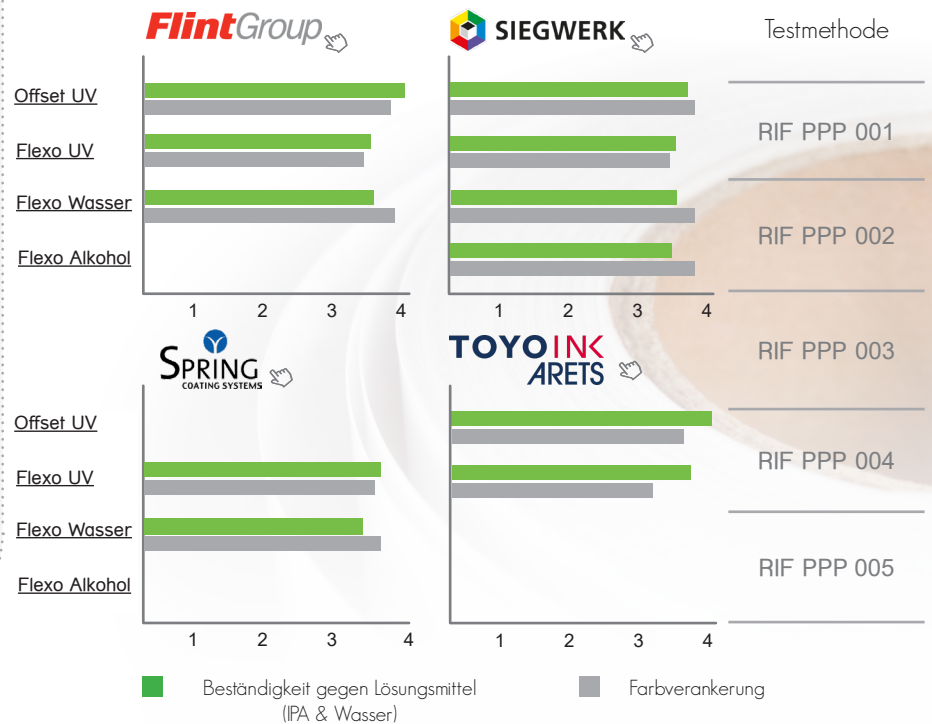 FlintGroup
SIEGWERK
Testmethode
Offset UV
Flexo UV
Flexo Wasser
Flexo Alkohol
1 2 3 4
1 2 3 4
RIF PPP 001
RIF PPP 002
RIF PPP 003
RIF PPP 004
RIF PPP 005
SPRING
COATING SYSTEMS
TOYO INK
ARETS
Offset UV
Flexo UV
Flexo Wasser
Flexo Alkohol
1 2 3 4
1 2 3 4
Beständigkeit gegen Lösungsmittel
(IPA & Wasser)
Farbverankerung